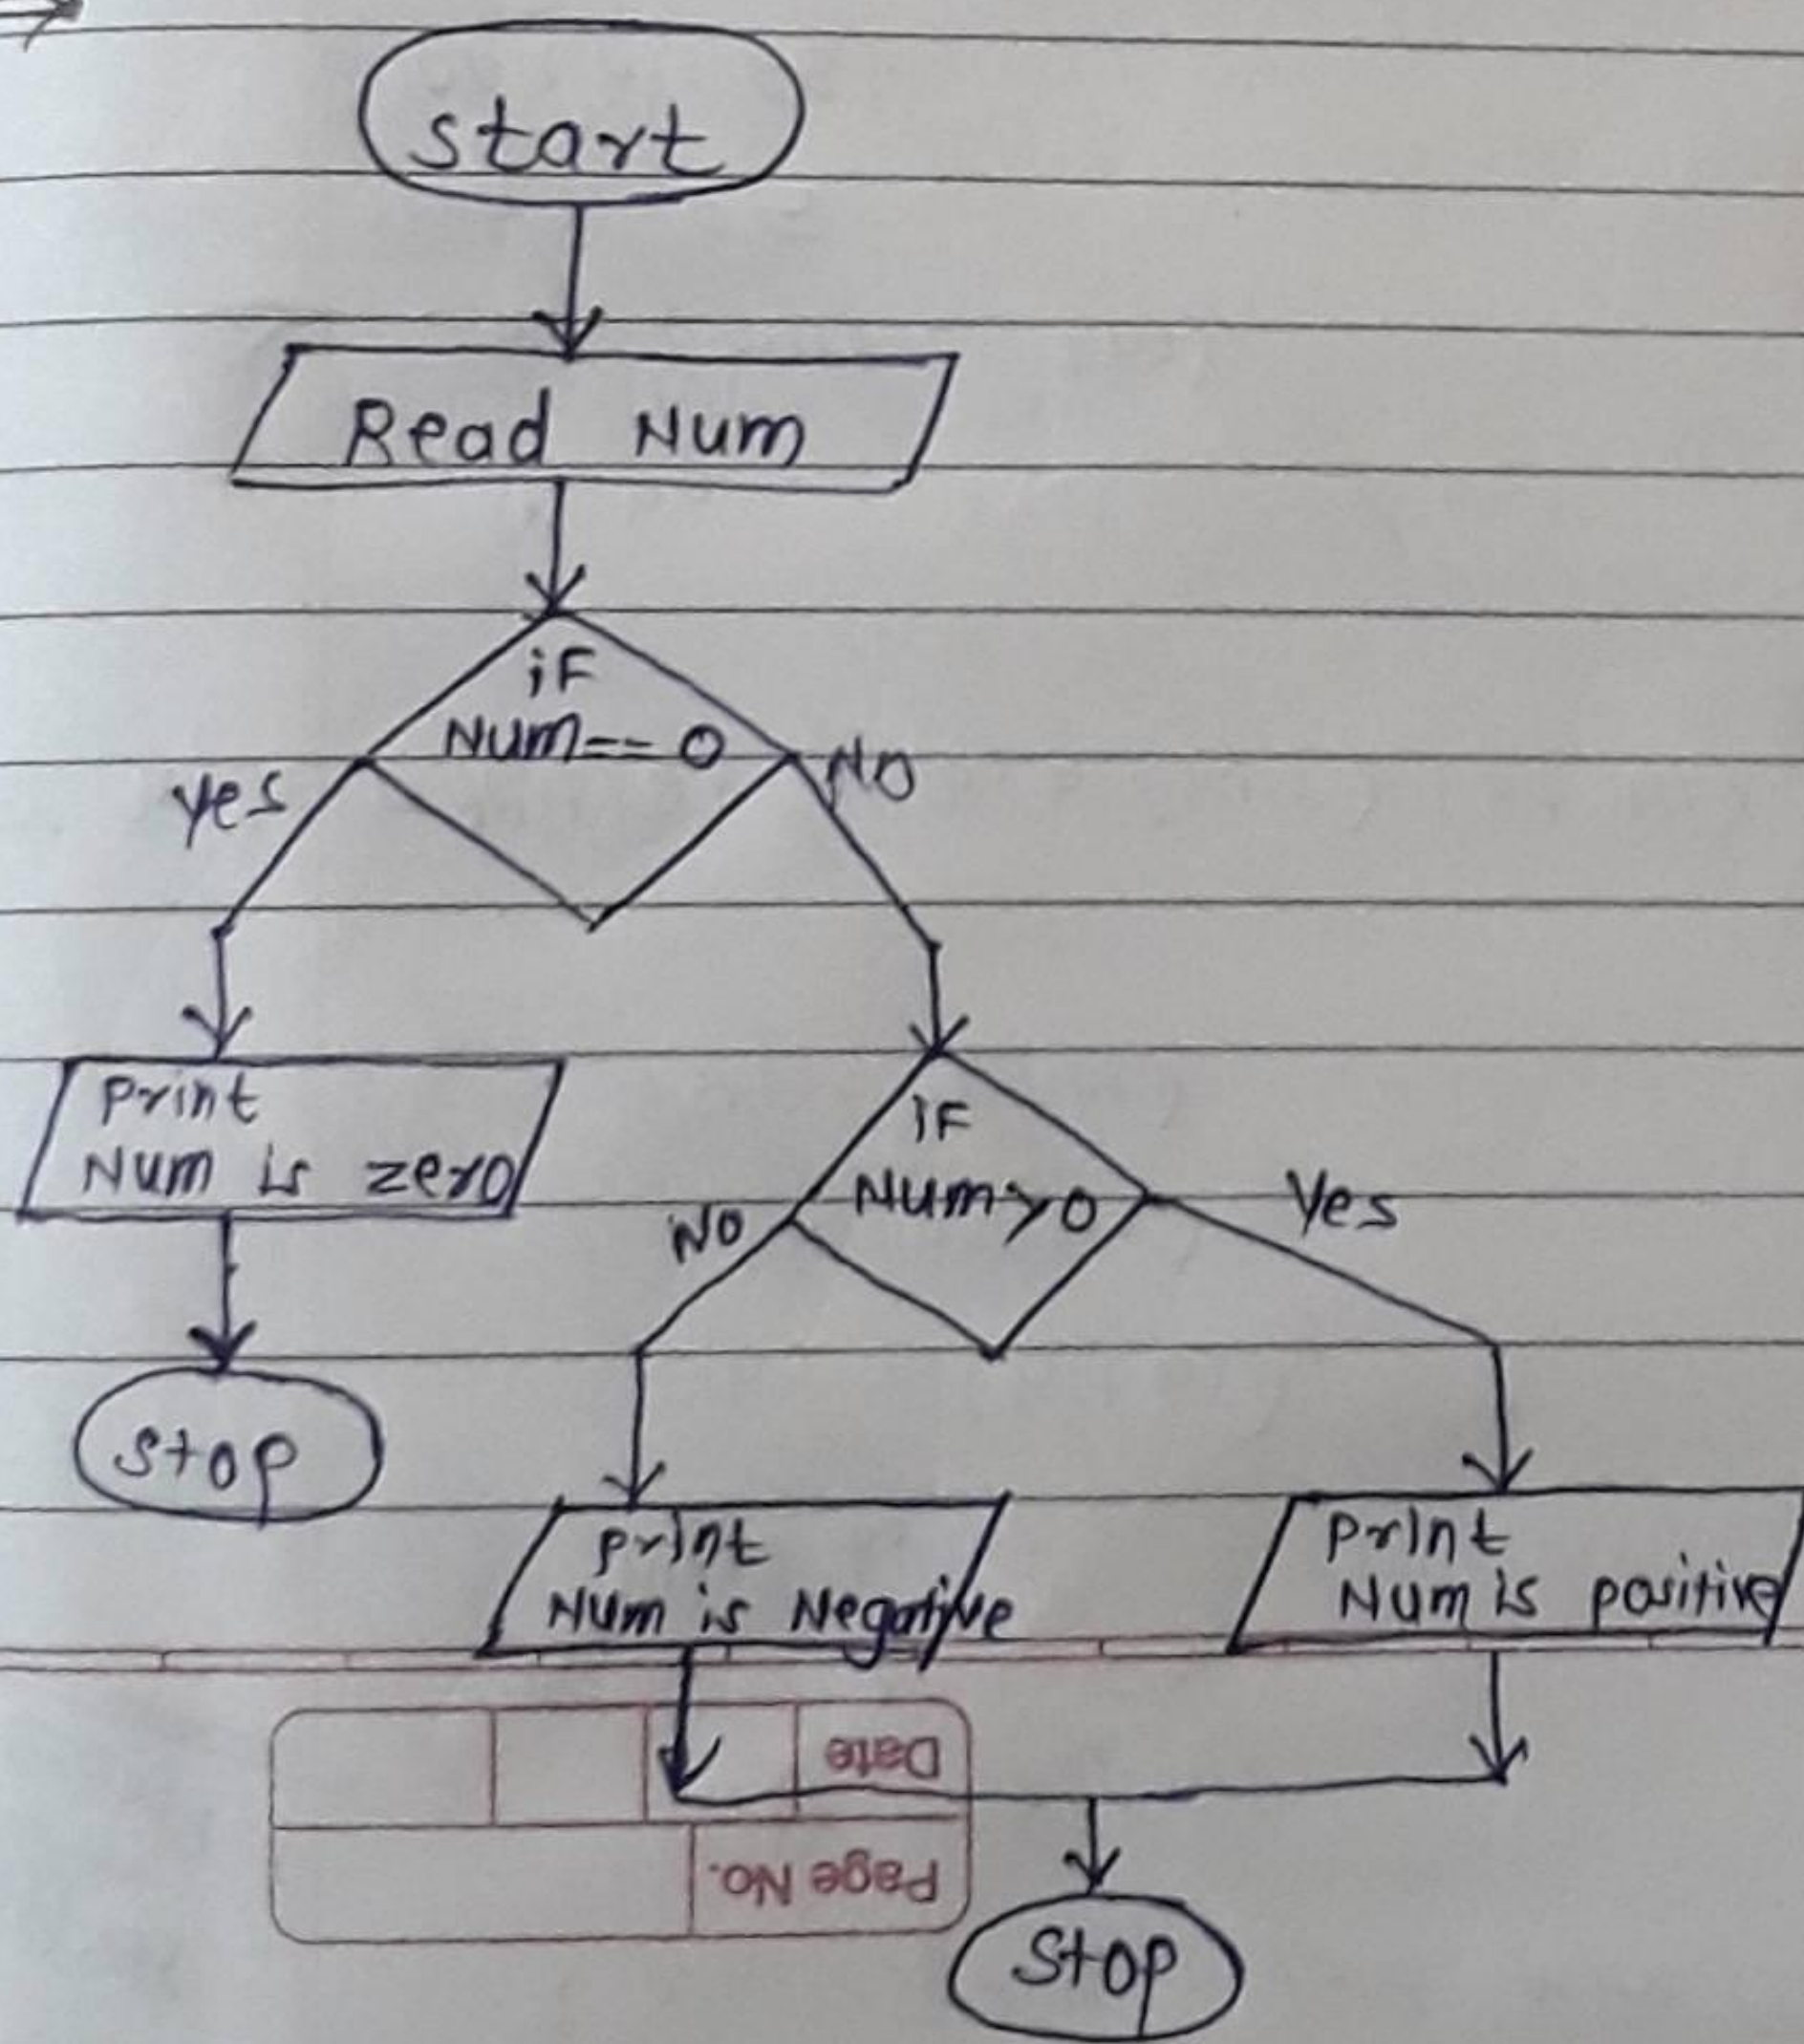 start
Read Num
iF
Num == 0
yes
No
print
Num is zero
iF
Num > 0
No
Yes
stop
print
Num is Negative
print
Num is positive
Date
Page No.
Stop